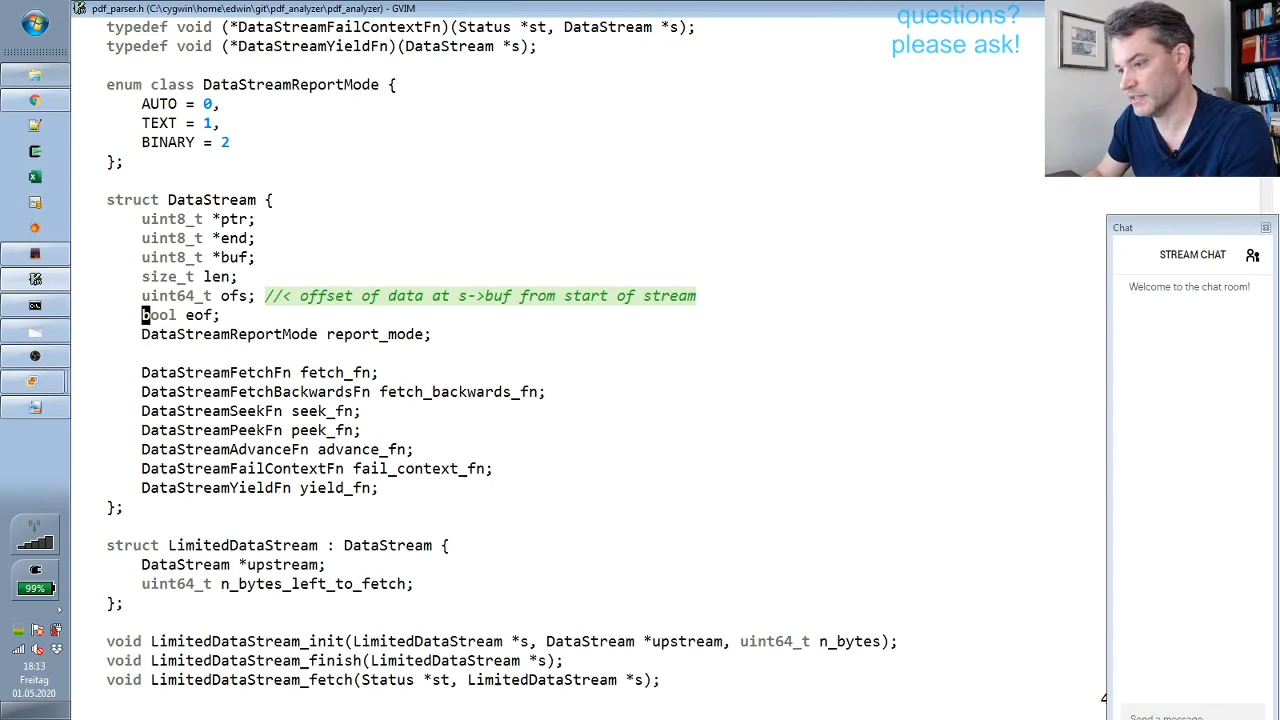 pdf_parser.h (C:\cygwin\home\edwin\git\pdf_analyzer\pdf_analyzer) - GVIM
typedef void (*DataStreamFailContextFn)(Status *st, DataStream *s);
typedef void (*DataStreamYieldFn)(DataStream *s);
enum class DataStreamReportMode {
AUTO = 0,
TEXT = 1,
BINARY = 2
};
struct DataStream {
uint8_t *ptr;
uint8_t *end;
uint8_t *buf;
size_t len;
uint64_t ofs; //< offset of data at s->buf from start of stream
bool eof;
DataStreamReportMode report_mode;
DataStreamFetchFn fetch_fn;
DataStreamFetchBackwardsFn fetch_backwards_fn;
DataStreamSeekFn seek_fn;
DataStreamPeekFn peek_fn;
DataStreamAdvanceFn advance_fn;
DataStreamFailContextFn fail_context_fn;
DataStreamYieldFn yield_fn;
};
struct LimitedDataStream : DataStream {
DataStream *upstream;
uint64_t n_bytes_left_to_fetch;
};
void LimitedDataStream_init(LimitedDataStream *s, DataStream *upstream, uint64_t n_bytes);
void LimitedDataStream_finish(LimitedDataStream *s);
void LimitedDataStream_fetch(Status *st, LimitedDataStream *s);
questions?
please ask!
Chat
STREAM CHAT
Welcome to the chat room!
Send a message
99%
18:13
Freitag
01.05.2020